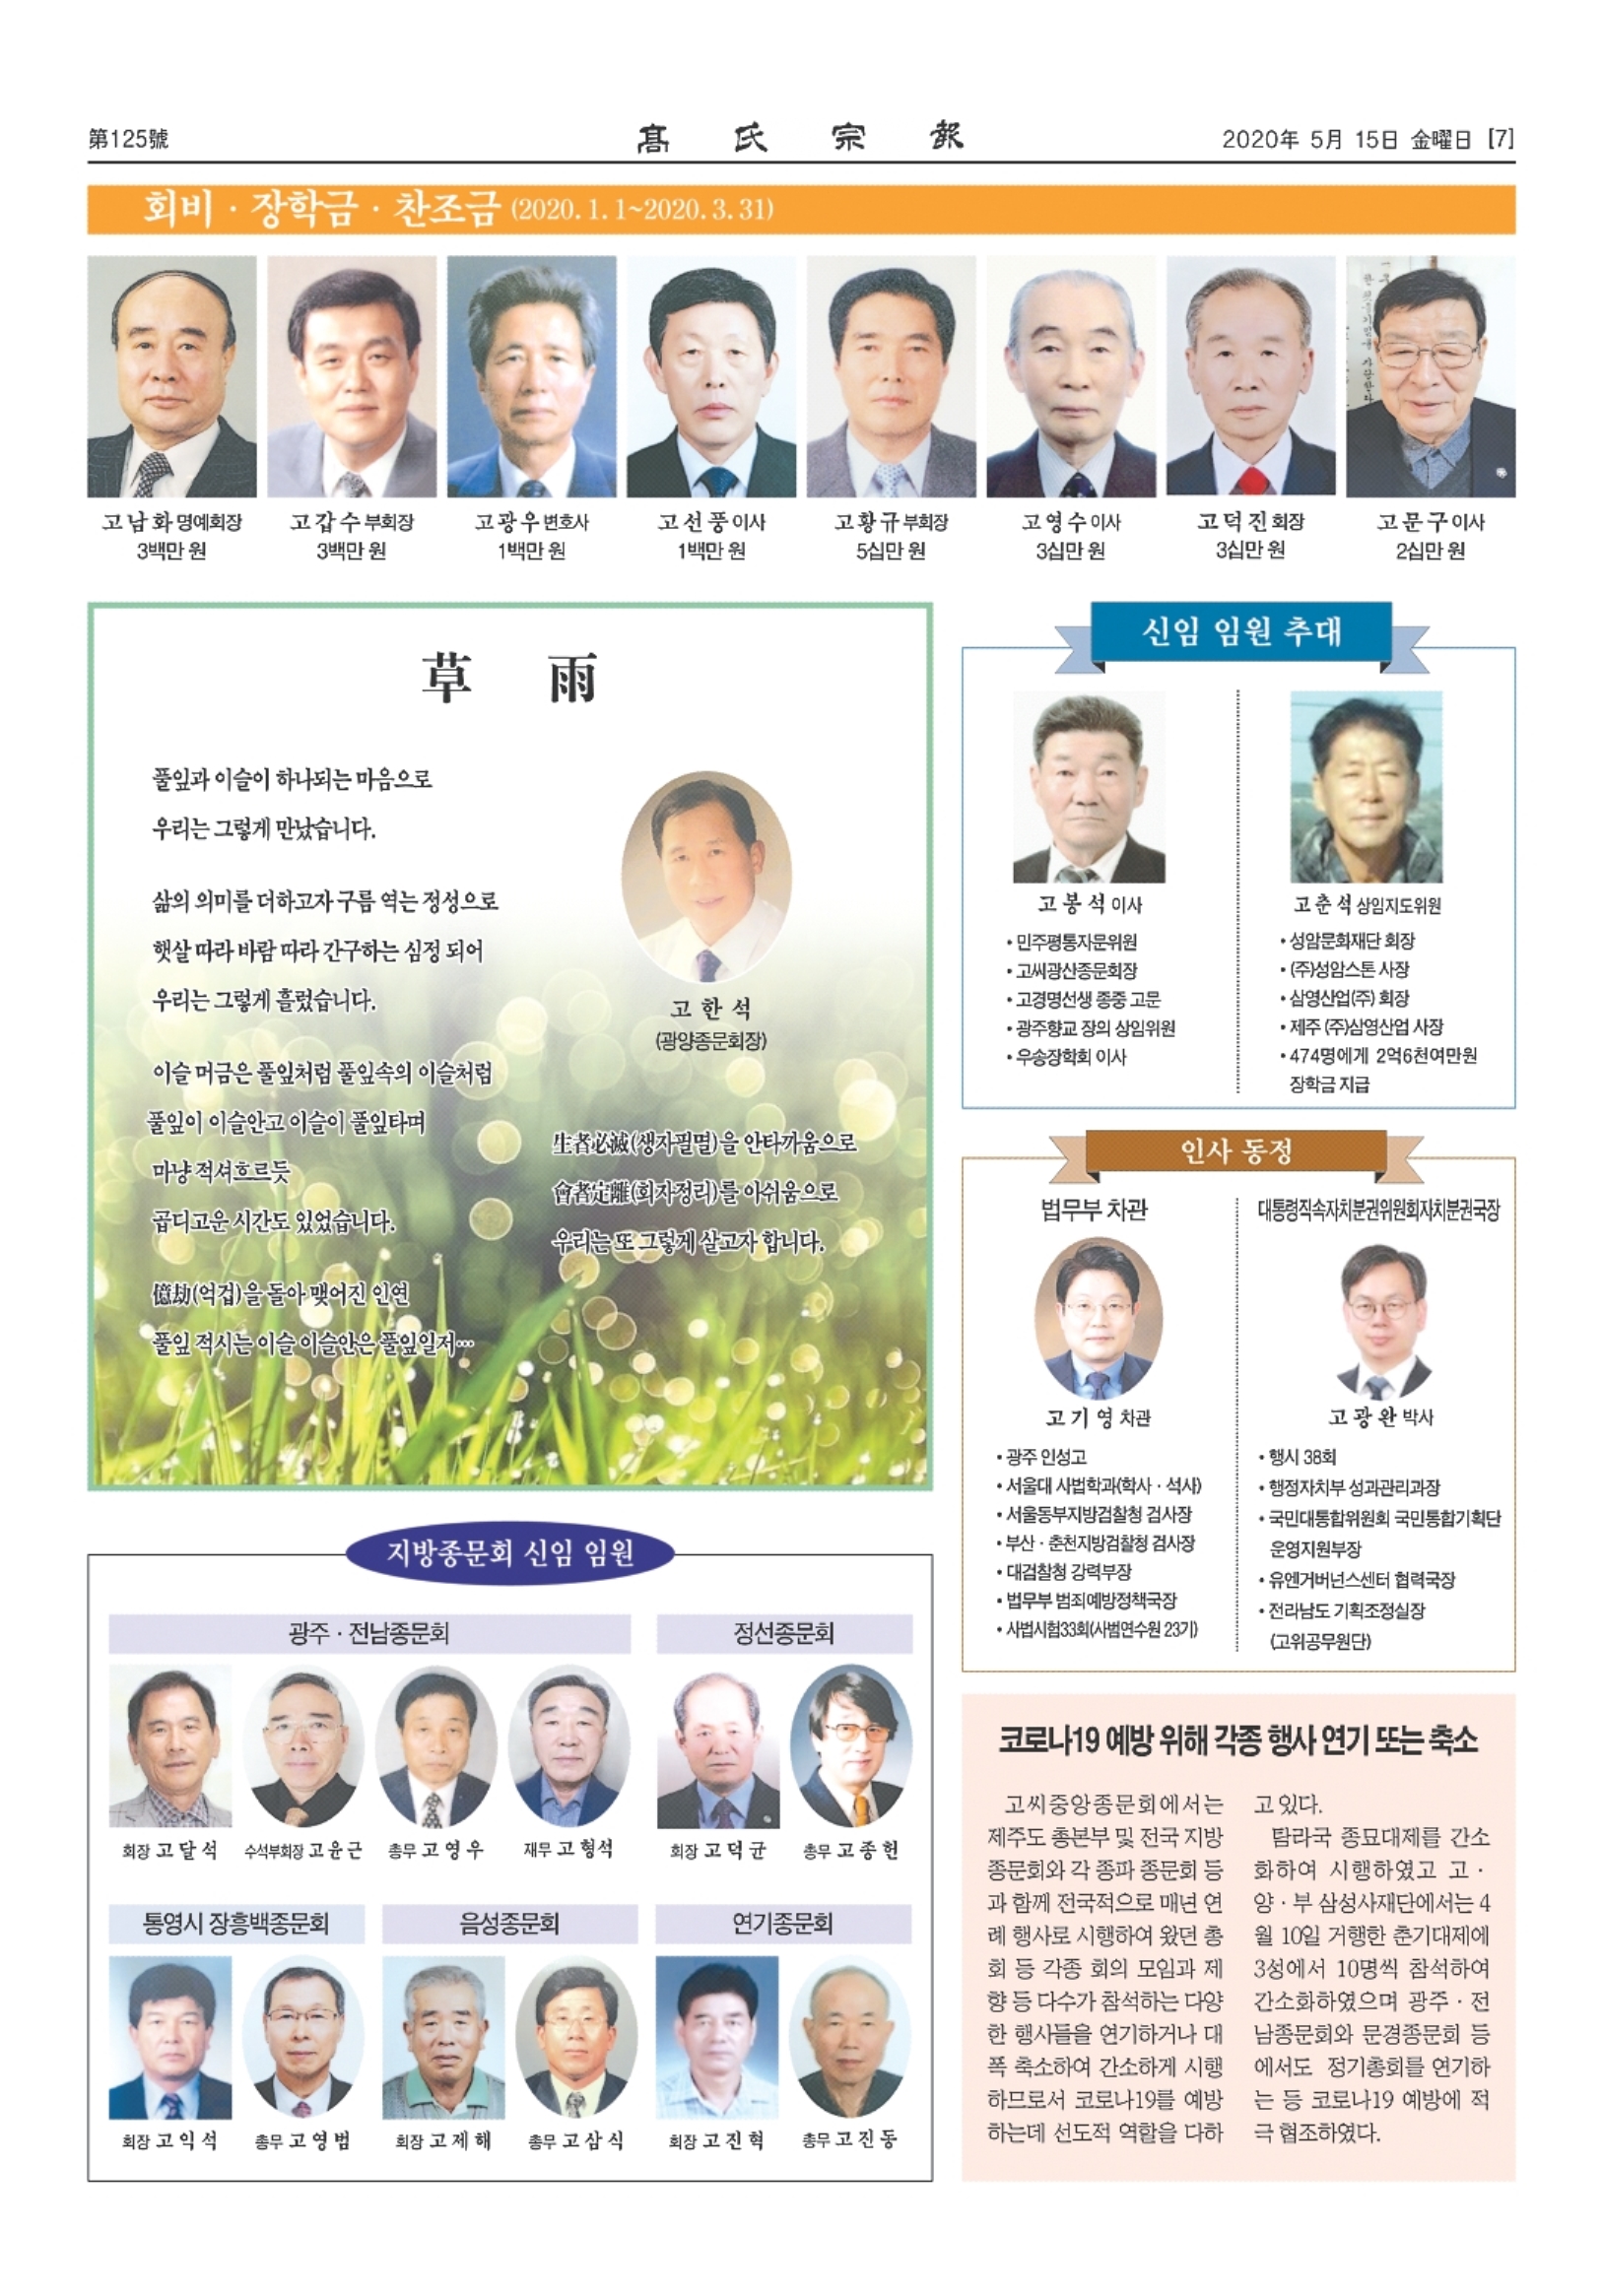 第125號
髙氏宗報
2020年 5月 15日 金曜日 [7]
회비 · 장학금 · 찬조금 (2020. 1. 1~2020. 3. 31)
고남화 명예회장
3백만 원
고갑수 부회장
3백만 원
고광우 변호사
1백만 원
고선풍 이사
1백만 원
고황규 부회장
5십만 원
고영수 이사
3십만 원
고덕진 회장
3십만 원
고문구 이사
2십만 원
草 雨
풀잎과 이슬이 하나되는 마음으로
우리는 그렇게 만났습니다.
삶의 의미를 더하고자 구름 엮는 정성으로
햇살 따라 바람 따라 간구하는 심정 되어
우리는 그렇게 흘렀습니다.
이슬 머금은 풀잎처럼 풀잎속의 이슬처럼
풀잎이 이슬안고 이슬이 풀잎타며
마냥 적셔흐르듯
곱디고운 시간도 있었습니다.
億劫(억겁)을 돌아 맺어진 인연
풀잎 적시는 이슬 이슬안은 풀잎일저…
고 한 석
(광양종문회장)
生者必滅(생자필멸)을 안타까움으로
會者定離(회자정리)를 아쉬움으로
우리는 또 그렇게 살고자 합니다.
신임 임원 추대
고 봉 석 이사
• 민주평통자문위원
• 고씨광산종문회장
• 고경명선생 종중 고문
• 광주향교 장의 상임위원
• 우송장학회 이사
고 춘 석 상임지도위원
• 성암문화재단 회장
• (주)성암스톤 사장
• 삼영산업(주) 회장
• 제주 (주)삼영산업 사장
• 474명에게 2억6천여만원
장학금 지급
인사 동정
법무부 차관
고 기 영 차관
• 광주 인성고
• 서울대 사법학과(학사 · 석사)
• 서울동부지방검찰청 검사장
• 부산 · 춘천지방검찰청 검사장
• 대검찰청 강력부장
• 법무부 범죄예방정책국장
• 사법시험33회(사범연수원 23기)
대통령직속자치분권위원회자치분권국장
고 광 완 박사
• 행시 38회
• 행정자치부 성과관리과장
• 국민대통합위원회 국민통합기획단
운영지원부장
• 유엔거버넌스센터 협력국장
• 전라남도 기획조정실장
(고위공무원단)
지방종문회 신임 임원
광주 · 전남종문회
회장 고달석
수석부회장 고윤근
총무 고영우
재무 고형석
정선종문회
회장 고덕균
총무 고종헌
통영시 장흥백종문회
회장 고익석
총무 고영범
음성종문회
회장 고제해
총무 고삼식
연기종문회
회장 고진혁
총무 고진동
코로나19 예방 위해 각종 행사 연기 또는 축소
고씨중앙종문회에서는
제주도 총본부 및 전국 지방
종문회와 각 종파 종문회 등
과 함께 전국적으로 매년 연
례 행사로 시행하여 왔던 총
회 등 각종 회의 모임과 제
향 등 다수가 참석하는 다양
한 행사들을 연기하거나 대
폭 축소하여 간소하게 시행
하므로서 코로나19를 예방
하는데 선도적 역할을 다하
고 있다.
탐라국 종묘대제를 간소
화하여 시행하였고 고 ·
양 · 부 삼성사재단에서는 4
월 10일 거행한 춘기대제에
3성에서 10명씩 참석하여
간소화하였으며 광주 · 전
남종문회와 문경종문회 등
에서도 정기총회를 연기하
는 등 코로나19 예방에 적
극 협조하였다.